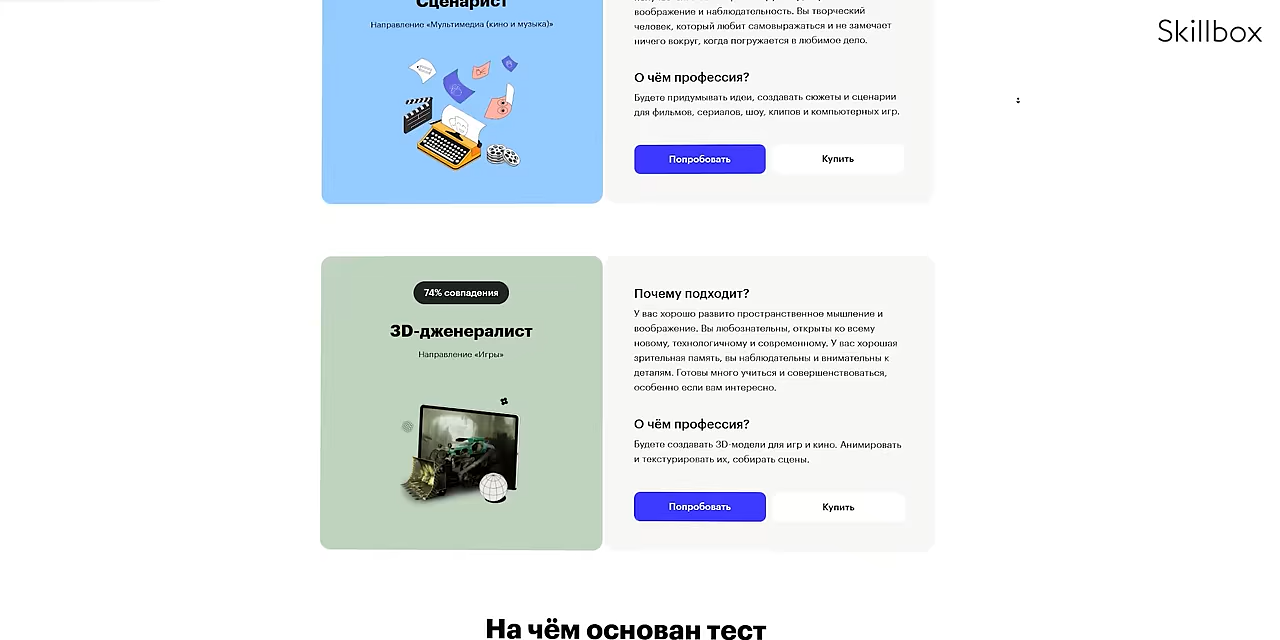 Сценарист
Направление «Мультимедиа (кино и музыка)»
воображение и наблюдательность. Вы творческий
человек, который любит самовыражаться и не замечает
ничего вокруг, когда погружается в любимое дело.
О чём профессия?
Будете придумывать идеи, создавать сюжеты и сценарии
для фильмов, сериалов, шоу, клипов и компьютерных игр.
Попробовать
Купить
Skillbox
74% совпадения
3D-дженералист
Направление «Игры»
Почему подходит?
У вас хорошо развито пространственное мышление и
воображение. Вы любознательны, открыты ко всему
новому, технологичному и современному. У вас хорошая
зрительная память, вы наблюдательны и внимательны к
деталям. Готовы много учиться и совершенствоваться,
особенно если вам интересно.
О чём профессия?
Будете создавать 3D-модели для игр и кино. Анимировать
и текстурировать их, собирать сцены.
Попробовать
Купить
На чём основан тест